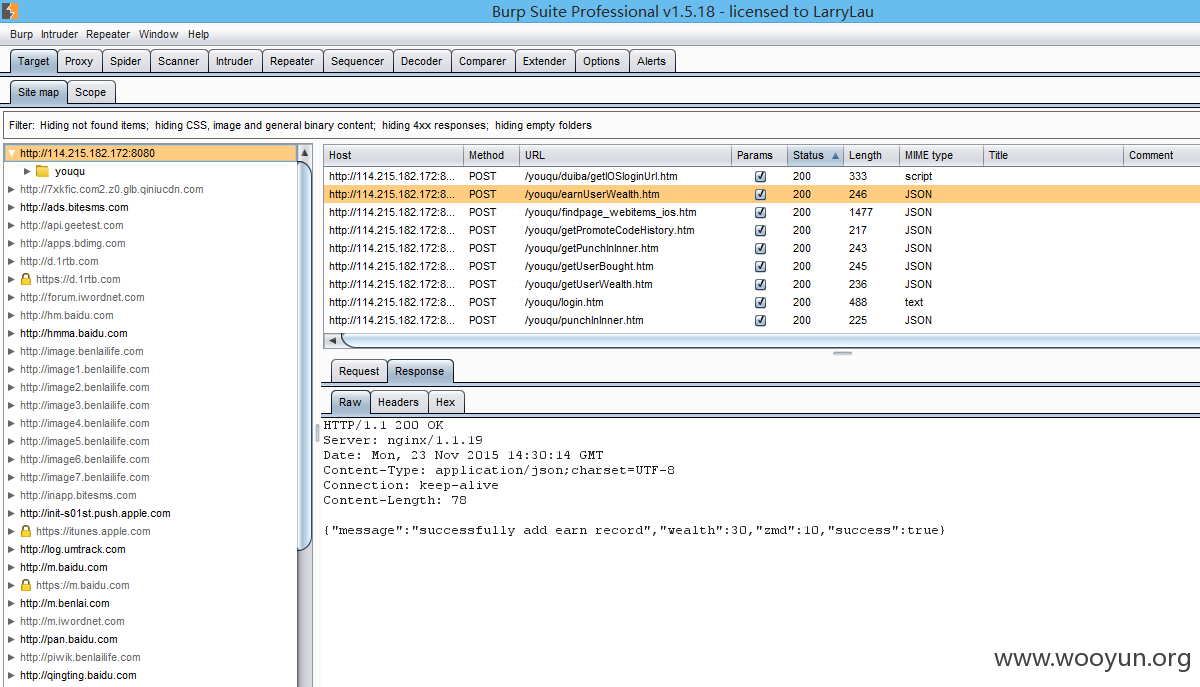 Burp Suite Professional v1.5.18 - licensed to LarryLau
Burp Intruder Repeater Window Help
Target Proxy Spider Scanner Intruder Repeater Sequencer Decoder Comparer Extender Options Alerts
Site map Scope
Filter: Hiding not found items; hiding CSS, image and general binary content; hiding 4xx responses; hiding empty folders
http://114.215.182.172:8080
youqu
http://7xkfic.com2.z0.glb.qiniucdn.com
http://ads.bitesms.com
http://api.geetest.com
http://apps.bdimg.com
http://d.1rtb.com
https://d.1rtb.com
http://forum.iwordnet.com
http://hm.baidu.com
http://hmma.baidu.com
http://image.benlailife.com
http://image1.benlailife.com
http://image2.benlailife.com
http://image3.benlailife.com
http://image4.benlailife.com
http://image5.benlailife.com
http://image6.benlailife.com
http://image7.benlailife.com
http://inapp.bitesms.com
http://init-s01st.push.apple.com
https://itunes.apple.com
http://log.umtrack.com
http://m.baidu.com
https://m.baidu.com
http://m.benlai.com
http://m.iwordnet.com
http://pan.baidu.com
http://piwik.benlailife.com
http://qingting.baidu.com
Host Method URL Params Status Length MIME type Title Comment
http://114.215.182.172:8... POST /youqu/duiba/getIOSloginUrl.htm 200 333 script
http://114.215.182.172:8... POST /youqu/earnUserWealth.htm 200 246 JSON
http://114.215.182.172:8... POST /youqu/findpage_webitems_ios.htm 200 1477 JSON
http://114.215.182.172:8... POST /youqu/getPromoteCodeHistory.htm 200 217 JSON
http://114.215.182.172:8... POST /youqu/getPunchInInner.htm 200 243 JSON
http://114.215.182.172:8... POST /youqu/getUserBought.htm 200 245 JSON
http://114.215.182.172:8... POST /youqu/getUserWealth.htm 200 236 JSON
http://114.215.182.172:8... POST /youqu/login.htm 200 488 text
http://114.215.182.172:8... POST /youqu/punchInInner.htm 200 225 JSON
Request Response
Raw Headers Hex
HTTP/1.1 200 OK
Server: nginx/1.1.19
Date: Mon, 23 Nov 2015 14:30:14 GMT
Content-Type: application/json;charset=UTF-8
Connection: keep-alive
Content-Length: 78
{"message":"successfully add earn record","wealth":30,"zmd":10,"success":true}
www.wooyun.org